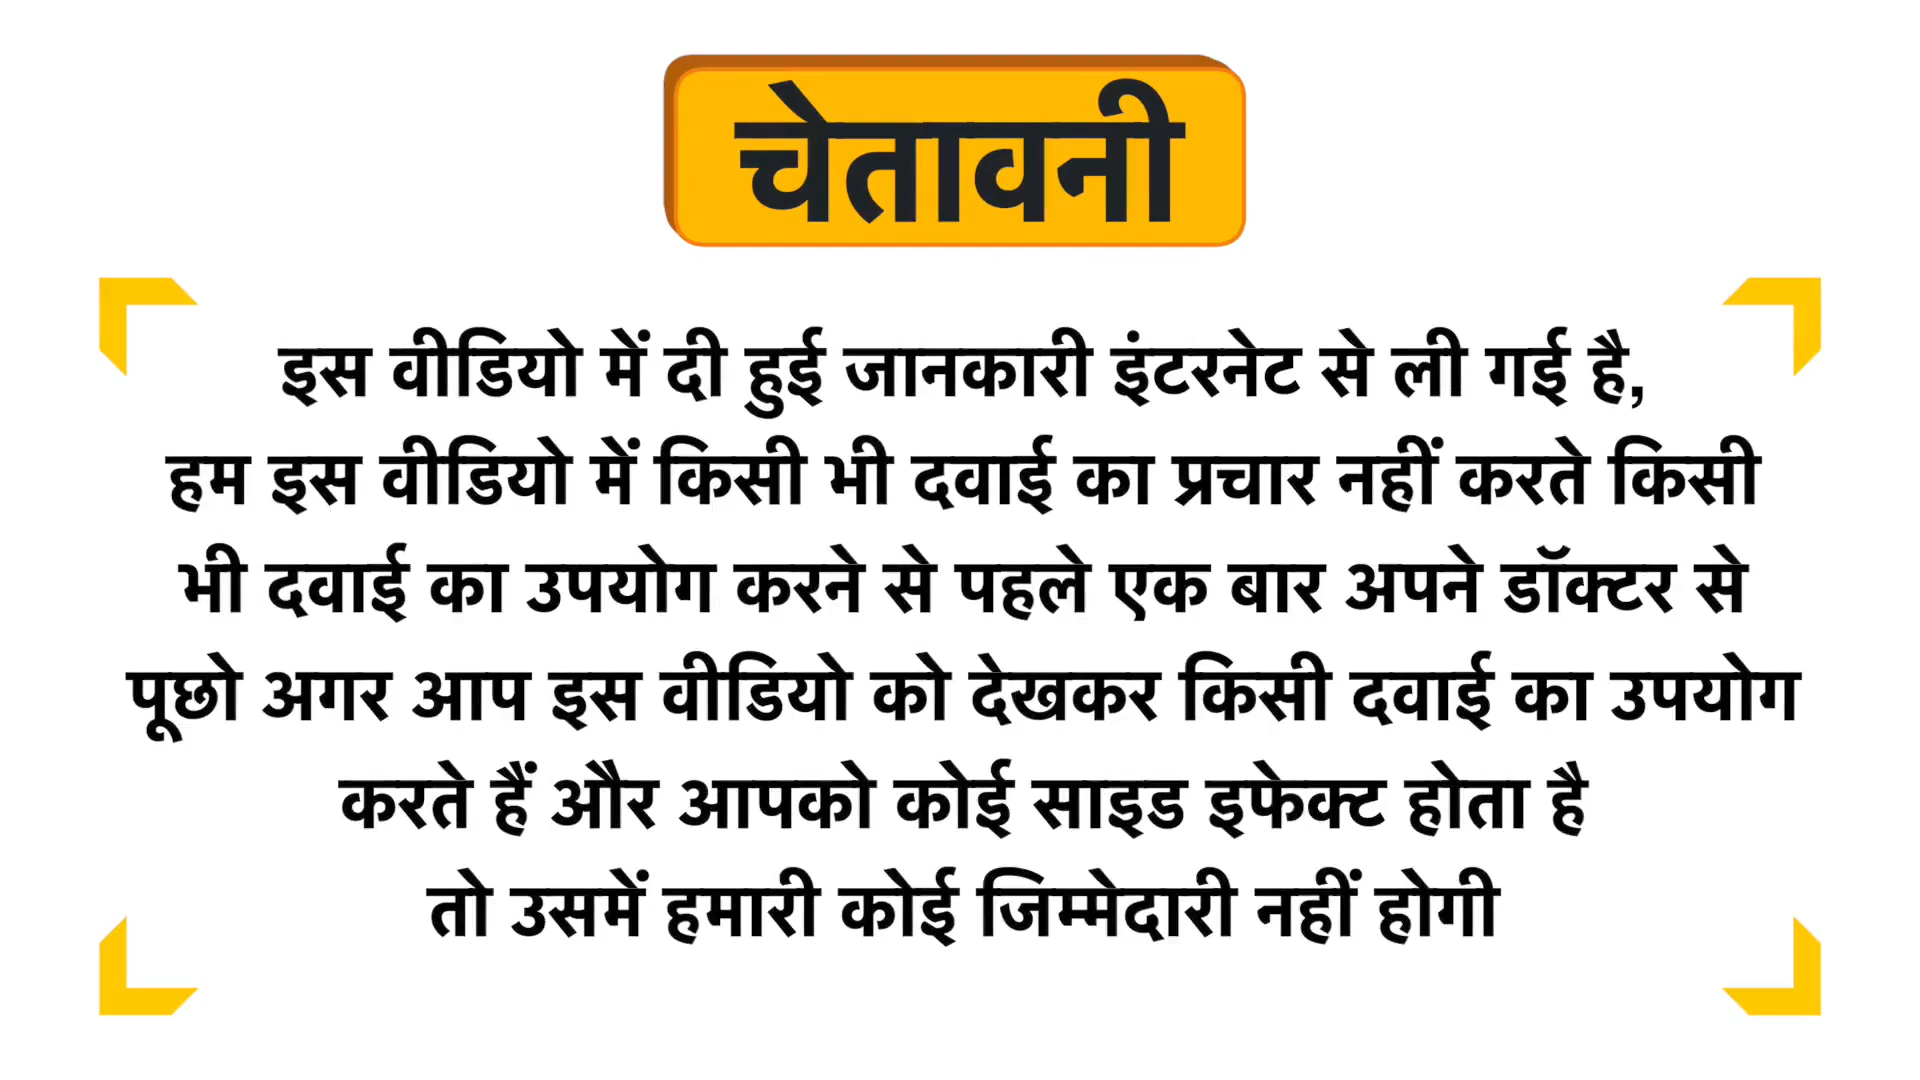 चेतावनी
इस वीडियो में दी हुई जानकारी इंटरनेट से ली गई है,
हम इस वीडियो में किसी भी दवाई का प्रचार नहीं करते किसी
भी दवाई का उपयोग करने से पहले एक बार अपने डॉक्टर से
पूछो अगर आप इस वीडियो को देखकर किसी दवाई का उपयोग
करते हैं और आपको कोई साइड इफेक्ट होता है
तो उसमें हमारी कोई जिम्मेदारी नहीं होगी